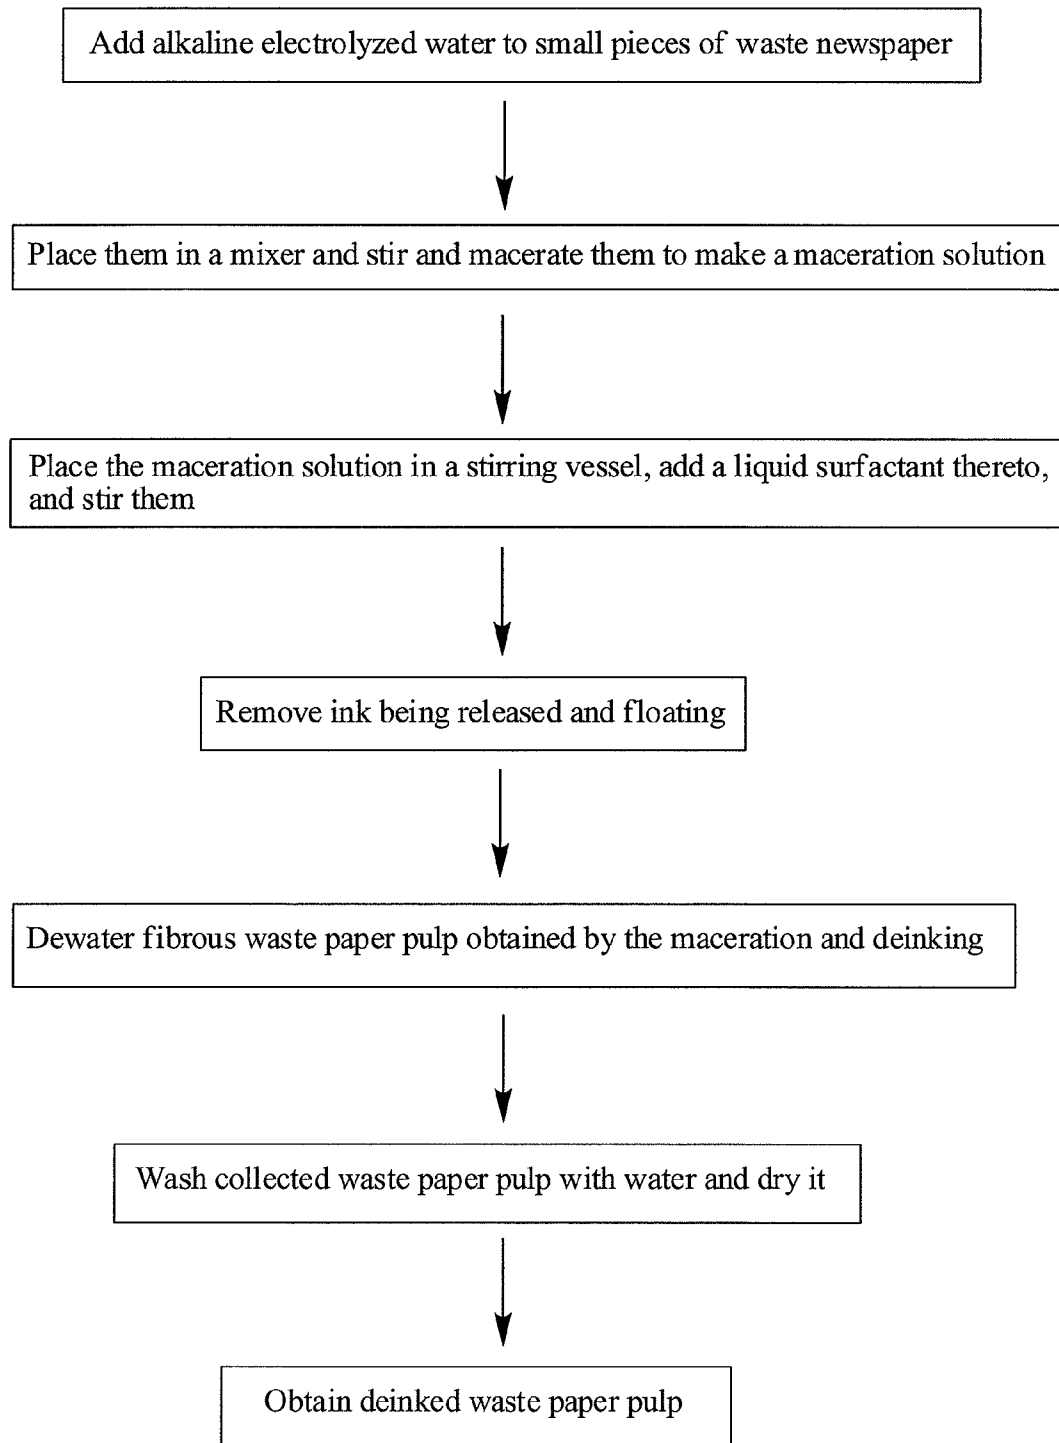 Add alkaline electrolyzed water to small pieces of waste newspaper
Place them in a mixer and stir and macerate them to make a maceration solution
Place the maceration solution in a stirring vessel, add a liquid surfactant thereto,
and stir them
Remove ink being released and floating
Dewater fibrous waste paper pulp obtained by the maceration and deinking
Wash collected waste paper pulp with water and dry it
Obtain deinked waste paper pulp